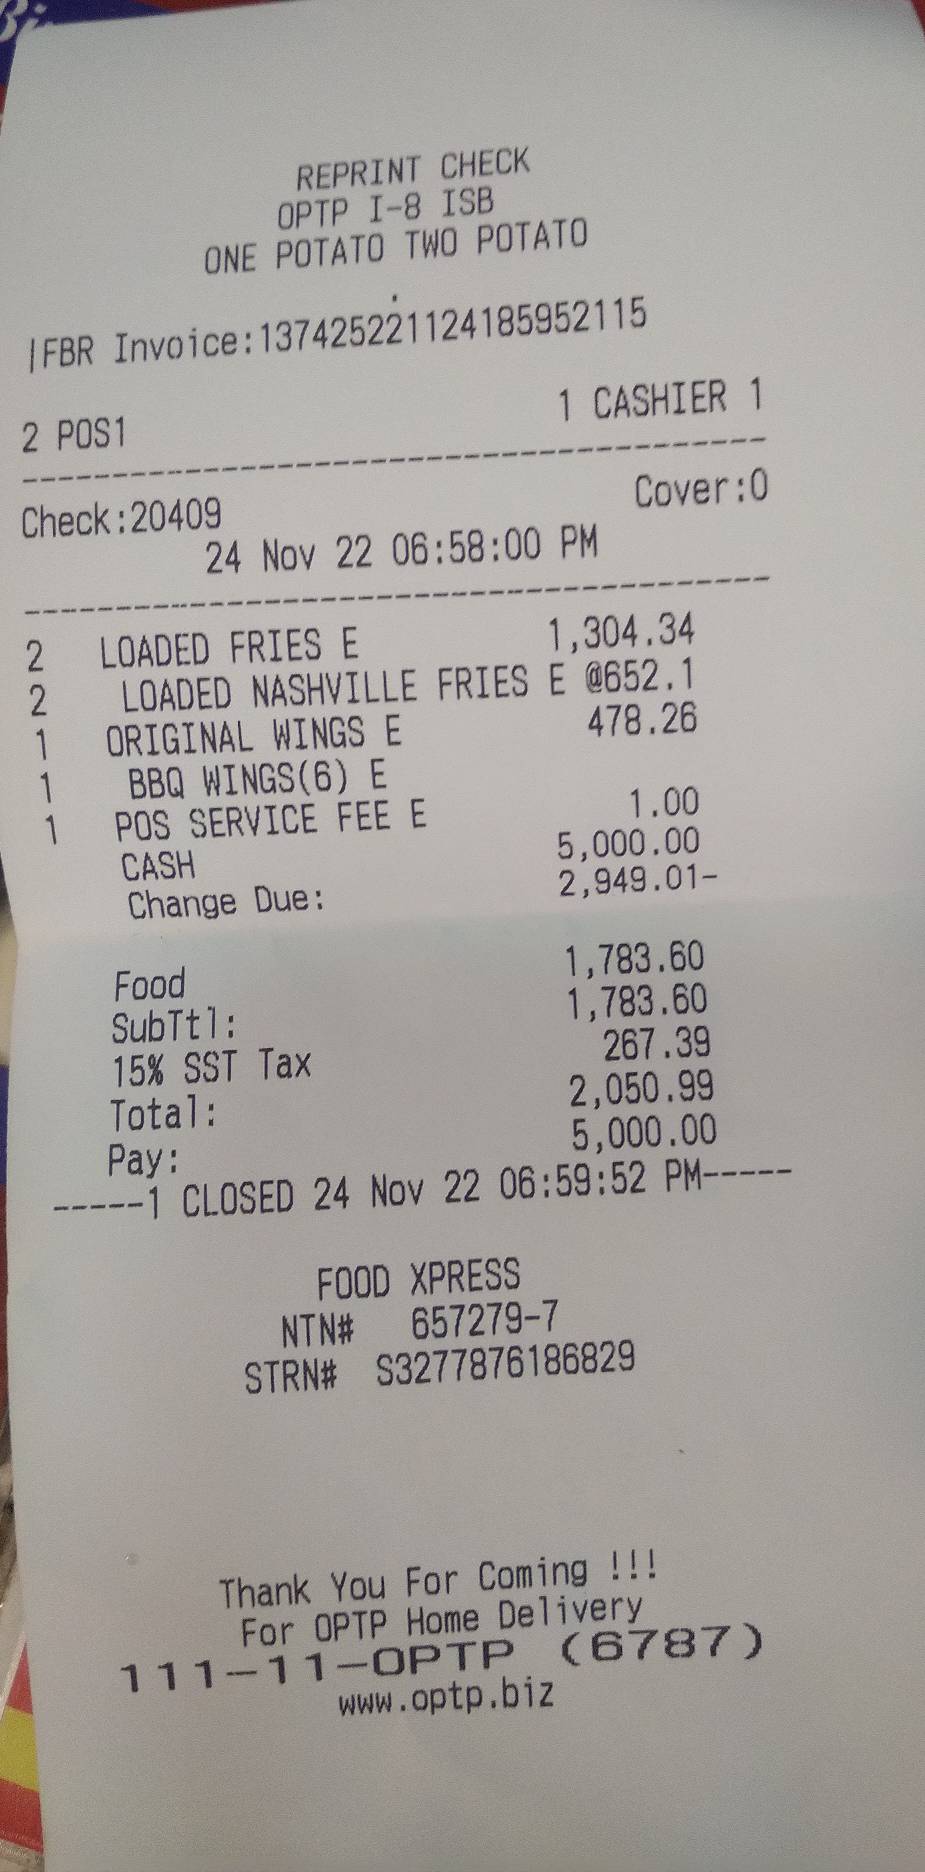 REPRINT CHECK
OPTP I-8 ISB
ONE POTATO TWO POTATO
|FBR Invoice:137425221124185952115
2 POS1 1 CASHIER 1
----------------------------------------
Check:20409 Cover:0
24 Nov 22 06:58:00 PM
----------------------------------------
2 LOADED FRIES E 1,304.34
2 LOADED NASHVILLE FRIES E @652.1
1 ORIGINAL WINGS E 478.26
1 BBQ WINGS(6) E
1 POS SERVICE FEE E 1.00
CASH 5,000.00
Change Due: 2,949.01-
Food 1,783.60
SubTtl: 1,783.60
15% SST Tax 267.39
Total: 2,050.99
Pay: 5,000.00
-----1 CLOSED 24 Nov 22 06:59:52 PM-----
FOOD XPRESS
NTN# 657279-7
STRN# S3277876186829
Thank You For Coming !!!
For OPTP Home Delivery
111-11-OPTP (6787)
www.optp.biz